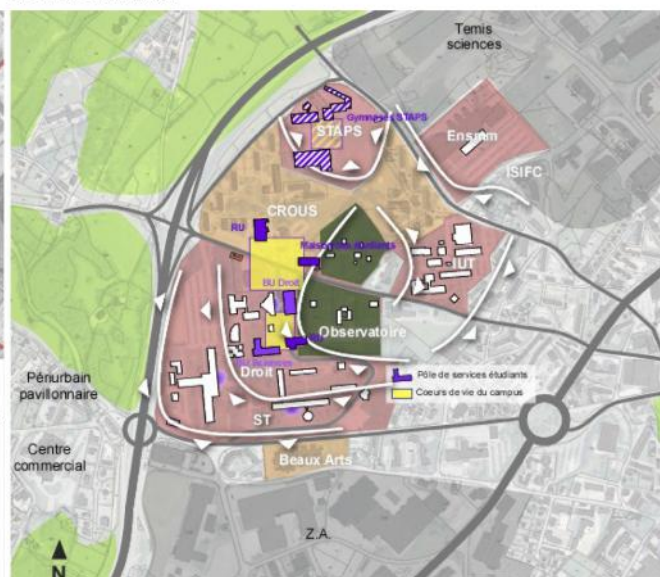 Temis
sciences
Gymnases STAPS
STAPS
Ensmm
ISIFC
CROUS
RU
Maison des étudiants
IUT
BU Droit
Observatoire
Droit
Pôle de services étudiants
Coeurs de vie du campus
Périurbain
pavillonnaire
ST
Centre
commercial
Beaux Arts
Z.A.
N